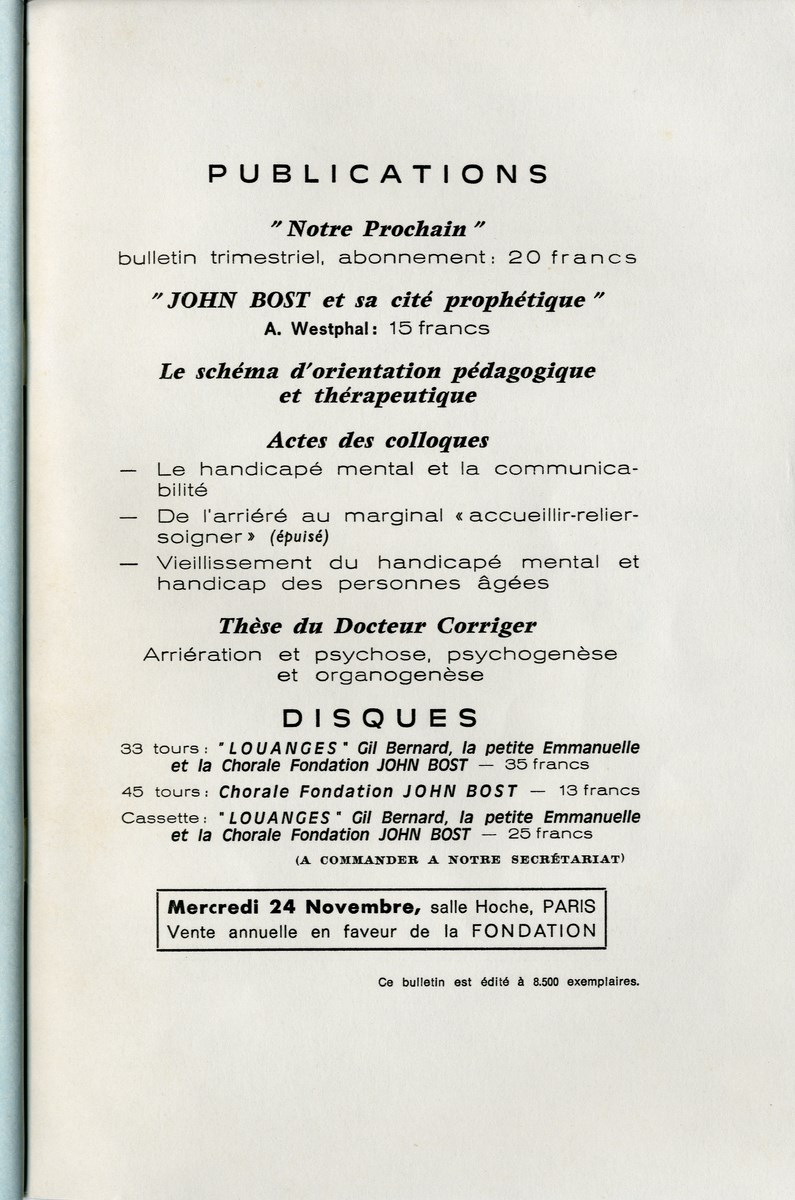 PUBLICATIONS
" Notre Prochain "
bulletin trimestriel, abonnement : 20 francs
" JOHN BOST et sa cité prophétique "
A. Westphal : 15 francs
Le schéma d'orientation pédagogique
et thérapeutique
Actes des colloques
— Le handicapé mental et la communica-
bilité
— De l'arriéré au marginal « accueillir-relier-
soigner » (épuisé)
— Vieillissement du handicapé mental et
handicap des personnes âgées
Thèse du Docteur Corriger
Arriération et psychose, psychogenèse
et organogenèse
DISQUES
33 tours : " LOUANGES " Gil Bernard, la petite Emmanuelle
et la Chorale Fondation JOHN BOST — 35 francs
45 tours : Chorale Fondation JOHN BOST — 13 francs
Cassette : " LOUANGES " Gil Bernard, la petite Emmanuelle
et la Chorale Fondation JOHN BOST — 25 francs
(A COMMANDER A NOTRE SECRÉTARIAT)
Mercredi 24 Novembre, salle Hoche, PARIS
Vente annuelle en faveur de la FONDATION
Ce bulletin est édité à 8.500 exemplaires.